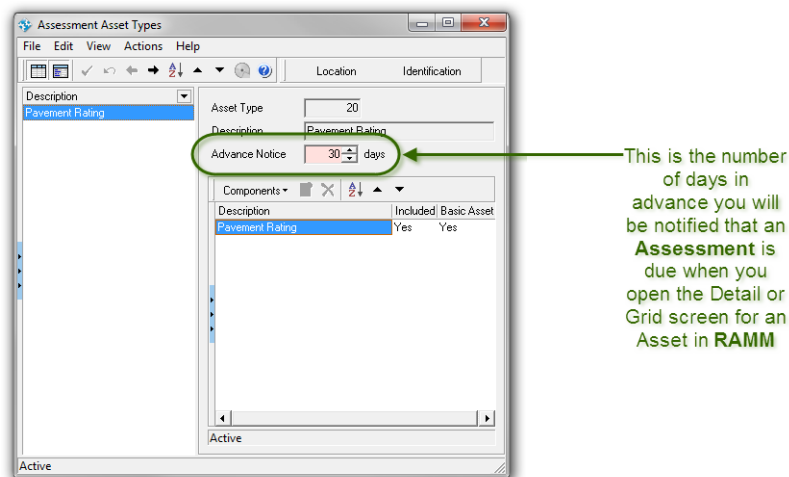 Assessment Asset Types
File Edit View Actions Help
Location Identification
Description
Pavement Rating
Asset Type 20
Description Pavement Rating
Advance Notice 30 days
Components
Description Included Basic Asset
Pavement Rating Yes Yes
Active
Active
This is the number
of days in
advance you will
be notified that an
Assessment is
due when you
open the Detail or
Grid screen for an
Asset in RAMM